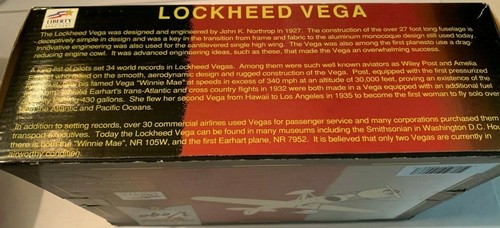 LIBERTY
LOCKHEED VEGA
The Lockheed Vega was designed and engineered by John K. Northrop in 1927. The construction of the over 27 foot long fuselage is
deceptively simple in design and was a key in the transition from frame and fabric to the aluminum monocoque design still used today.
Innovative engineering was also used for the cantilevered single high wing. The Vega was also among the first planes to use a drag-
reducing engine cowl. It was advanced engineering ideas, such as these, that made the Vega an overwhelming success.
long list of pilots set 34 world records in Lockheed Vegas. Among them were such well known aviators as Wiley Post and Amelia
who relied on the smooth, aerodynamic design and rugged construction of the Vega. Post, equipped with the first pressurized
his famed Vega "Winnie Mae" at speeds in excess of 340 mph at an altitude of 30,000 feet, proving an existence of the
Earhart's trans-Atlantic and cross country flights in 1932 were both made in a Vega equipped with an additional fuel
430 gallons. She flew her second Vega from Hawaii to Los Angeles in 1935 to become the first woman to fly solo over
Atlantic and Pacific Oceans.
In addition to setting records, over 30 commercial airlines used Vegas for passenger service and many corporations purchased them
transport executives. Today the Lockheed Vega can be found in many museums including the Smithsonian in Washington D.C.
there is both the "Winnie Mae", NR 105W, and the first Earhart plane, NR 7952. It is believed that only two Vegas are currently in
airworthy condition.
Vega